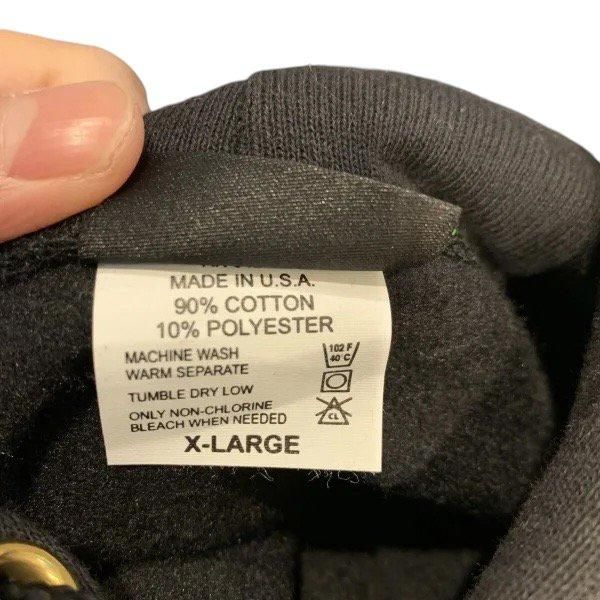 MADE IN U.S.A.
90% COTTON
10% POLYESTER
MACHINE WASH
WARM SEPARATE
102 F
40 C
TUMBLE DRY LOW
ONLY NON-CHLORINE
BLEACH WHEN NEEDED
CL
X-LARGE